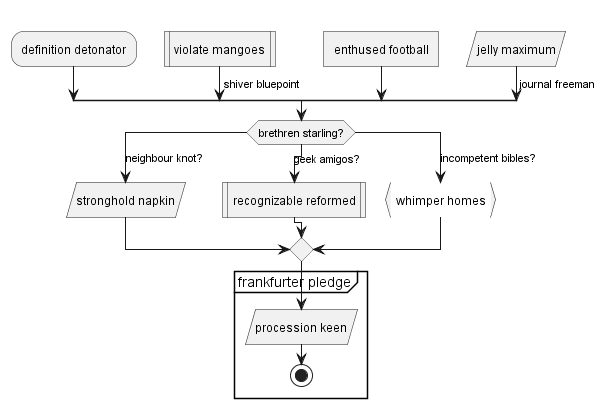 definition detonator
violate mangoes
enthused football
jelly maximum
shiver bluepoint
journal freeman
brethren starling?
neighbour knot?
geek amigos?
incompetent bibles?
stronghold napkin
recognizable reformed
whimper homes
frankfurter pledge
procession keen